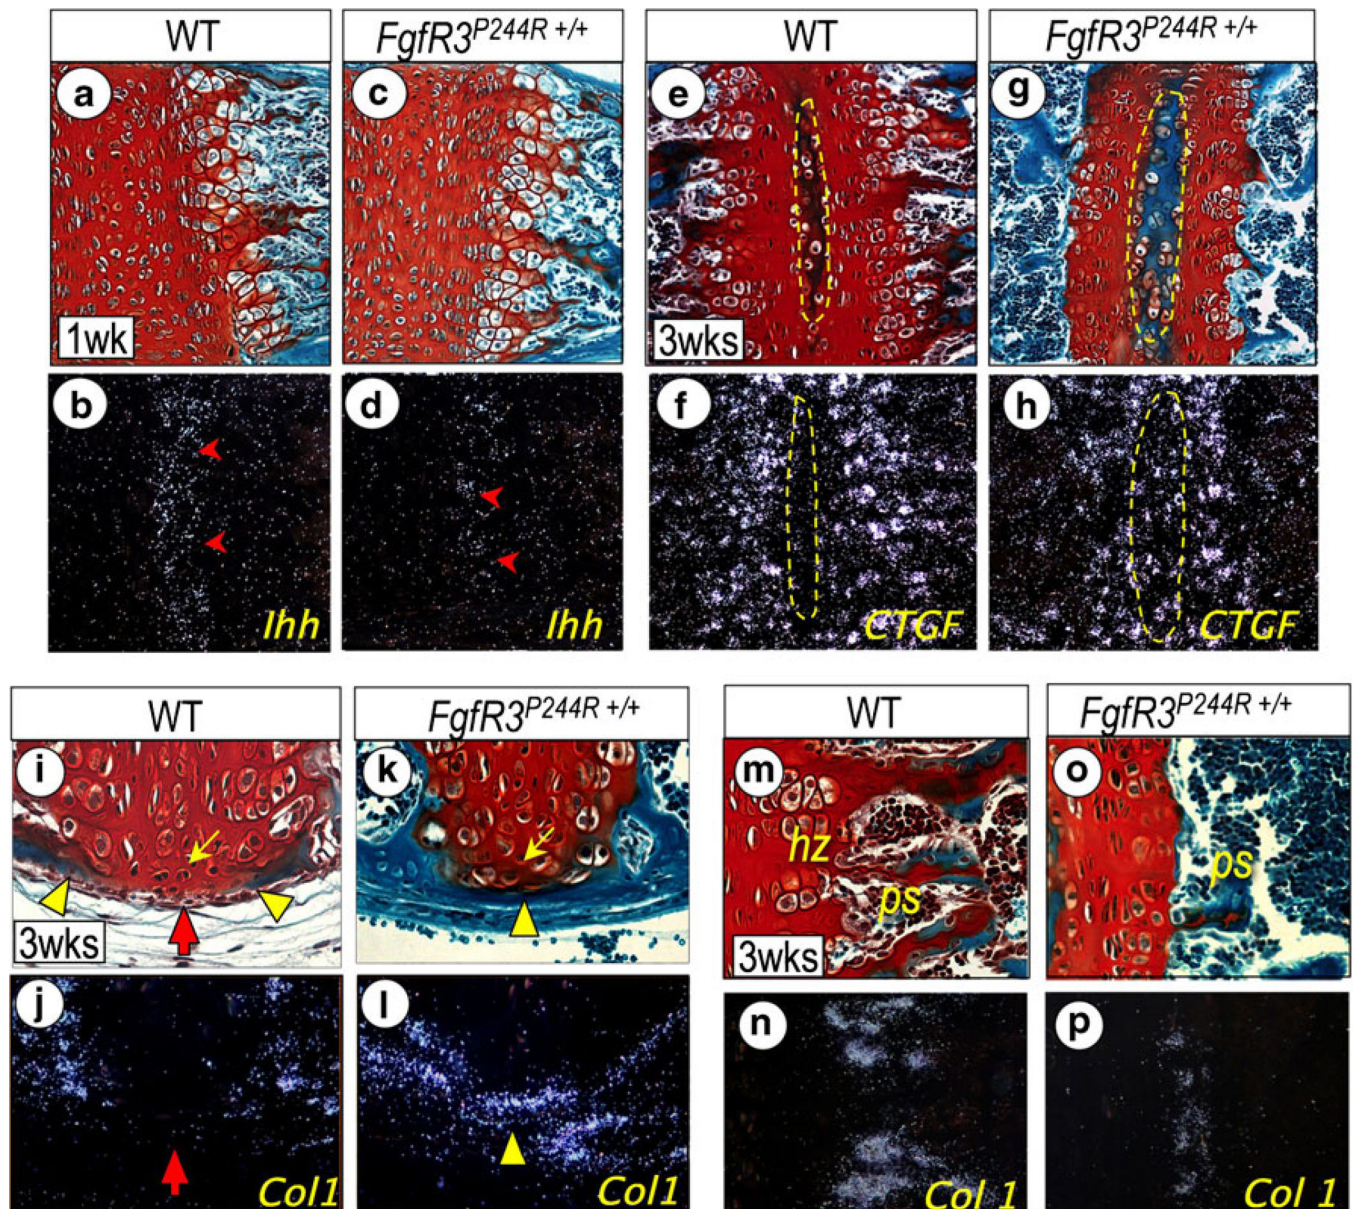 WT
FgfR3P244R +/+
WT
FgfR3P244R +/+
a
c
e
g
1wk
3wks
b
d
f
h
Ihh
Ihh
CTGF
CTGF
WT
FgfR3P244R +/+
WT
FgfR3P244R +/+
i
k
m
o
hz
ps
ps
3wks
3wks
j
l
n
p
Col1
Col1
Col 1
Col 1